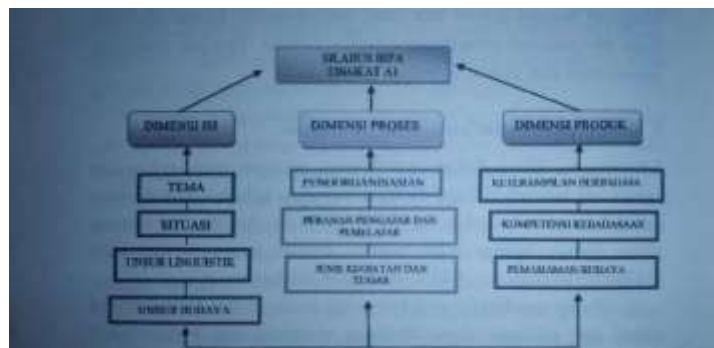 SILABUS BIPA
TINGKAT A1
DIMENSI ISI
DIMENSI PROSES
DIMENSI PRODUK
TEMA
SITUASI
UNSUR LINGUISTIK
UNSUR BUDAYA
PENGORGANISASIAN
PERANAN PENGAJAR DAN
PEMELAJAR
JENIS KEGIATAN DAN
TUGAS
KETERAMPILAN BERBAHASA
KOMPETENSI KEBAHASAAN
PEMAHAMAN BUDAYA